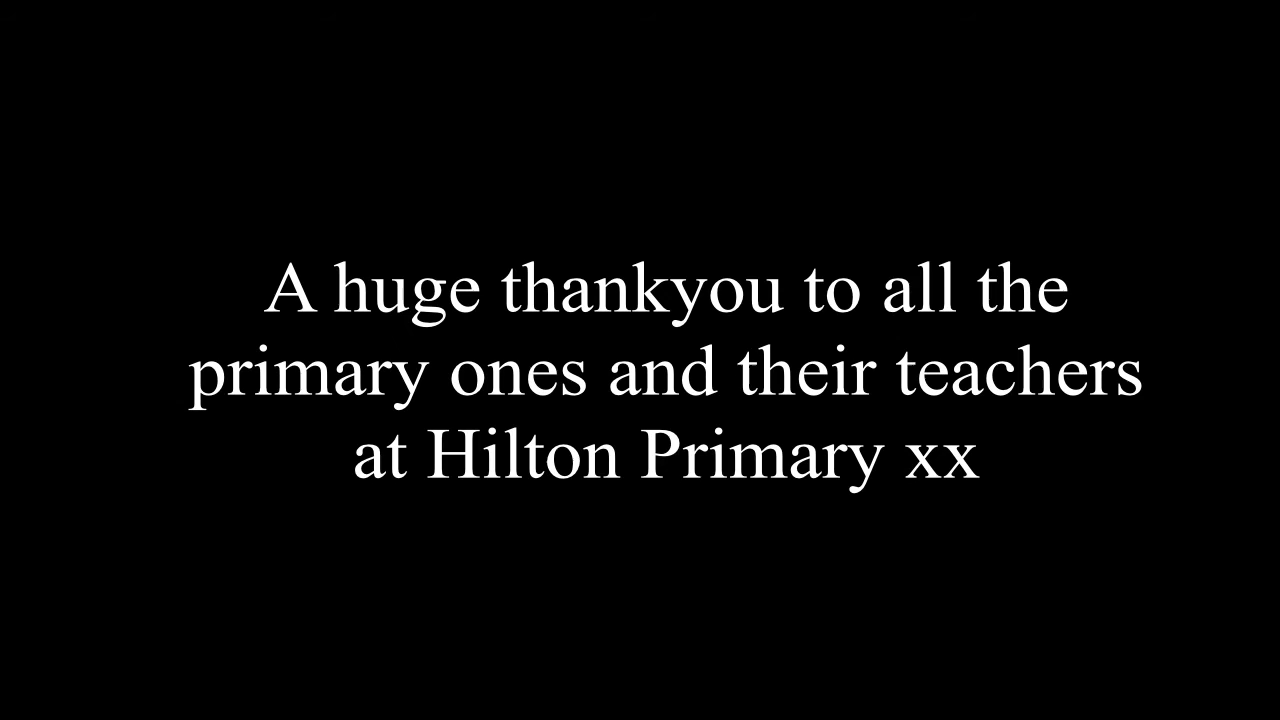 A huge thankyou to all the
primary ones and their teachers
at Hilton Primary xx